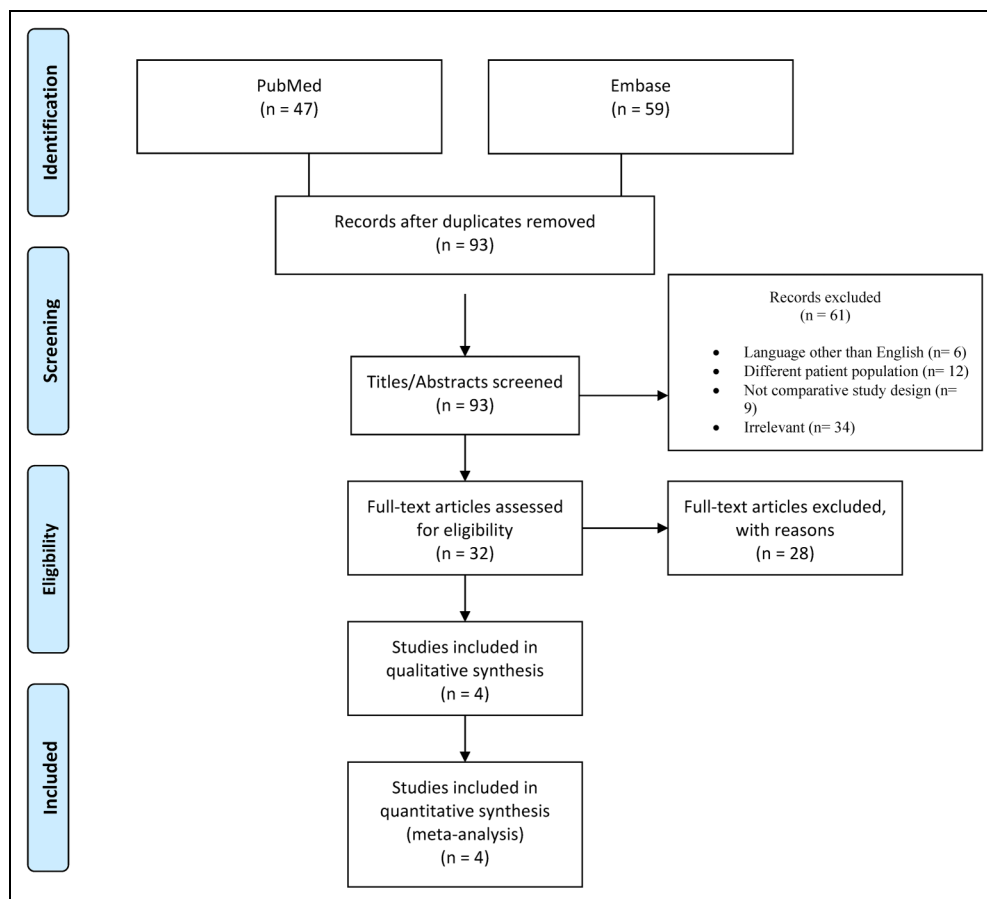 Identification
PubMed
(n = 47)
Embase
(n = 59)
Records after duplicates removed
(n = 93)
Screening
Records excluded
(n = 61)
• Language other than English (n= 6)
• Different patient population (n= 12)
• Not comparative study design (n=
9)
• Irrelevant (n= 34)
Titles/Abstracts screened
(n = 93)
Eligibility
Full-text articles assessed
for eligibility
(n = 32)
Full-text articles excluded,
with reasons
(n = 28)
Studies included in
qualitative synthesis
(n = 4)
Included
Studies included in
quantitative synthesis
(meta-analysis)
(n = 4)